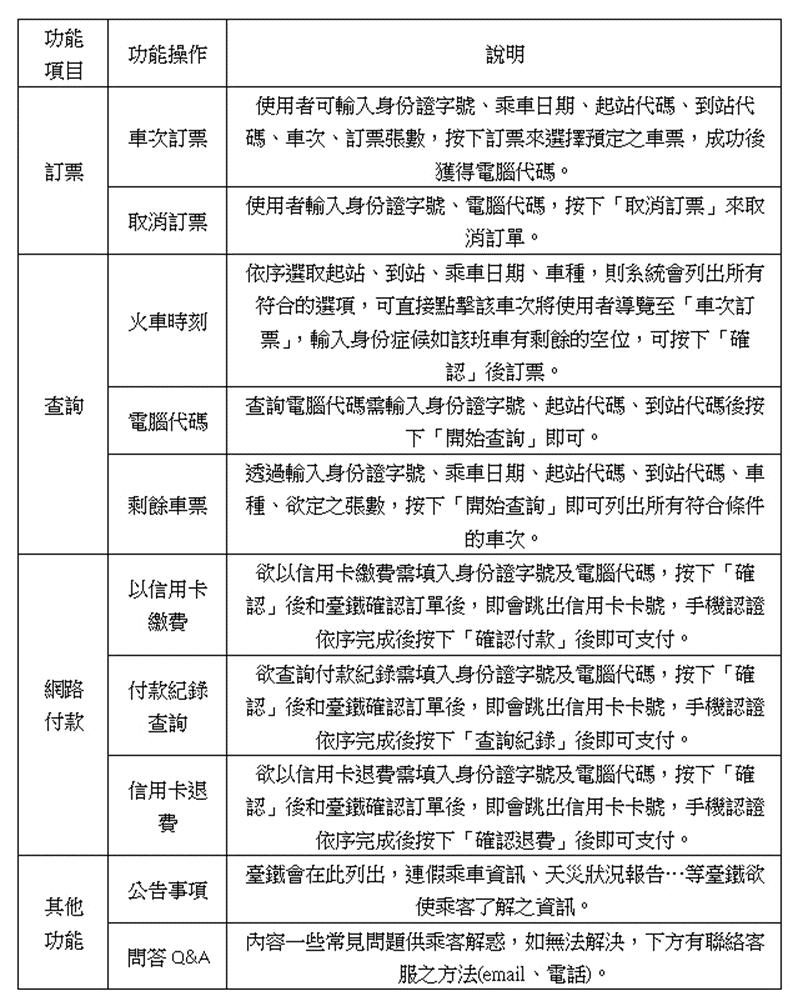 功能
項目
功能操作
說明
訂票
車次訂票
使用者可輸入身份證字號、乘車日期、起站代碼、到站代
碼、車次、訂票張數，按下訂票來選擇預定之車票，成功後
獲得電腦代碼。
取消訂票
使用者輸入身份證字號、電腦代碼，按下「取消訂票」來取
消訂單。
查詢
火車時刻
依序選取起站、到站、乘車日期、車種，則系統會列出所有
符合的選項，可直接點擊該車次將使用者導覽至「車次訂
票」，輸入身份症候如該班車有剩餘的空位，可按下「確
認」後訂票。
電腦代碼
查詢電腦代碼需輸入身份證字號、起站代碼、到站代碼後按
下「開始查詢」即可。
剩餘車票
透過輸入身份證字號、乘車日期、起站代碼、到站代碼、車
種、欲定之張數，按下「開始查詢」即可列出所有符合條件
的車次。
網路
付款
以信用卡
繳費
欲以信用卡繳費需填入身份證字號及電腦代碼，按下「確
認」後和臺鐵確認訂單後，即會跳出信用卡卡號，手機認證
依序完成後按下「確認付款」後即可支付。
付款紀錄
查詢
欲查詢付款紀錄需填入身份證字號及電腦代碼，按下「確
認」後和臺鐵確認訂單後，即會跳出信用卡卡號，手機認證
依序完成後按下「查詢紀錄」後即可支付。
信用卡退
費
欲以信用卡退費需填入身份證字號及電腦代碼，按下「確
認」後和臺鐵確認訂單後，即會跳出信用卡卡號，手機認證
依序完成後按下「確認退費」後即可支付。
其他
功能
公告事項
臺鐵會在此列出，連假乘車資訊、天災狀況報告…等臺鐵欲
使乘客了解之資訊。
問答 Q&A
內容一些常見問題供乘客解惑，如無法解決，下方有聯絡客
服之方法(email、電話)。